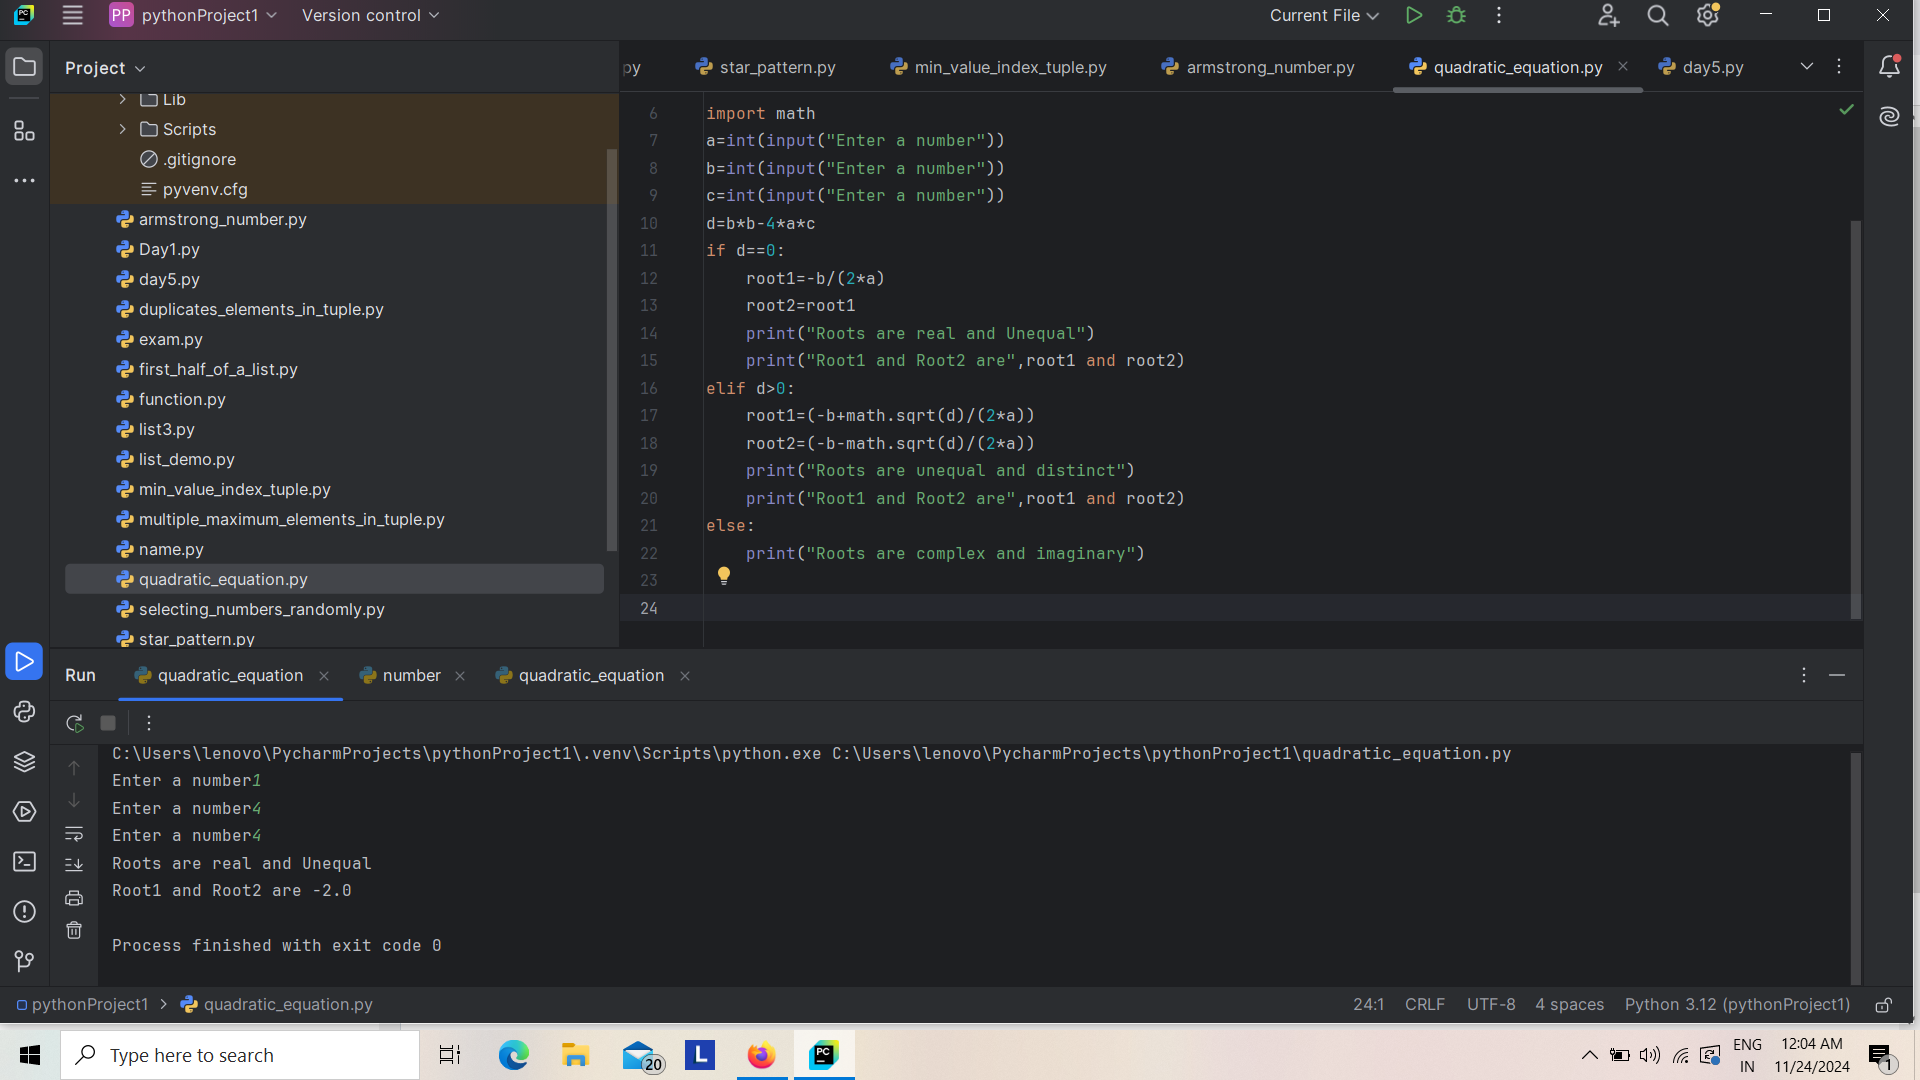 PP pythonProject1 Version control Current File
Project
py star_pattern.py min_value_index_tuple.py armstrong_number.py quadratic_equation.py day5.py
Lib
Scripts
.gitignore
pyvenv.cfg
armstrong_number.py
Day1.py
day5.py
duplicates_elements_in_tuple.py
exam.py
first_half_of_a_list.py
function.py
list3.py
list_demo.py
min_value_index_tuple.py
multiple_maximum_elements_in_tuple.py
name.py
quadratic_equation.py
selecting_numbers_randomly.py
star_pattern.py
6 import math
7 a=int(input("Enter a number"))
8 b=int(input("Enter a number"))
9 c=int(input("Enter a number"))
10 d=b*b-4*a*c
11 if d==0:
12     root1=-b/(2*a)
13     root2=root1
14     print("Roots are real and Unequal")
15     print("Root1 and Root2 are",root1 and root2)
16 elif d>0:
17     root1=(-b+math.sqrt(d)/(2*a))
18     root2=(-b-math.sqrt(d)/(2*a))
19     print("Roots are unequal and distinct")
20     print("Root1 and Root2 are",root1 and root2)
21 else:
22     print("Roots are complex and imaginary")
23
24
Run quadratic_equation number quadratic_equation
C:\Users\lenovo\PycharmProjects\pythonProject1\.venv\Scripts\python.exe C:\Users\lenovo\PycharmProjects\pythonProject1\quadratic_equation.py
Enter a number1
Enter a number4
Enter a number4
Roots are real and Unequal
Root1 and Root2 are -2.0
Process finished with exit code 0
pythonProject1 > quadratic_equation.py 24:1 CRLF UTF-8 4 spaces Python 3.12 (pythonProject1)
Type here to search 20 L PC ENG IN 12:04 AM 11/24/2024 1